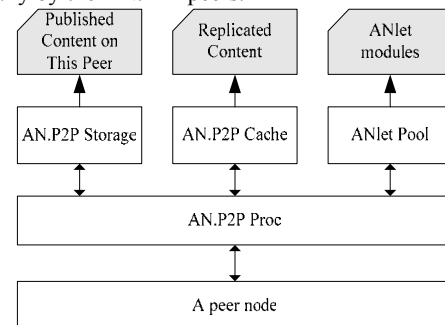 Published
Content on
This Peer
Replicated
Content
ANlet
modules
AN.P2P Storage
AN.P2P Cache
ANlet Pool
AN.P2P Proc
A peer node